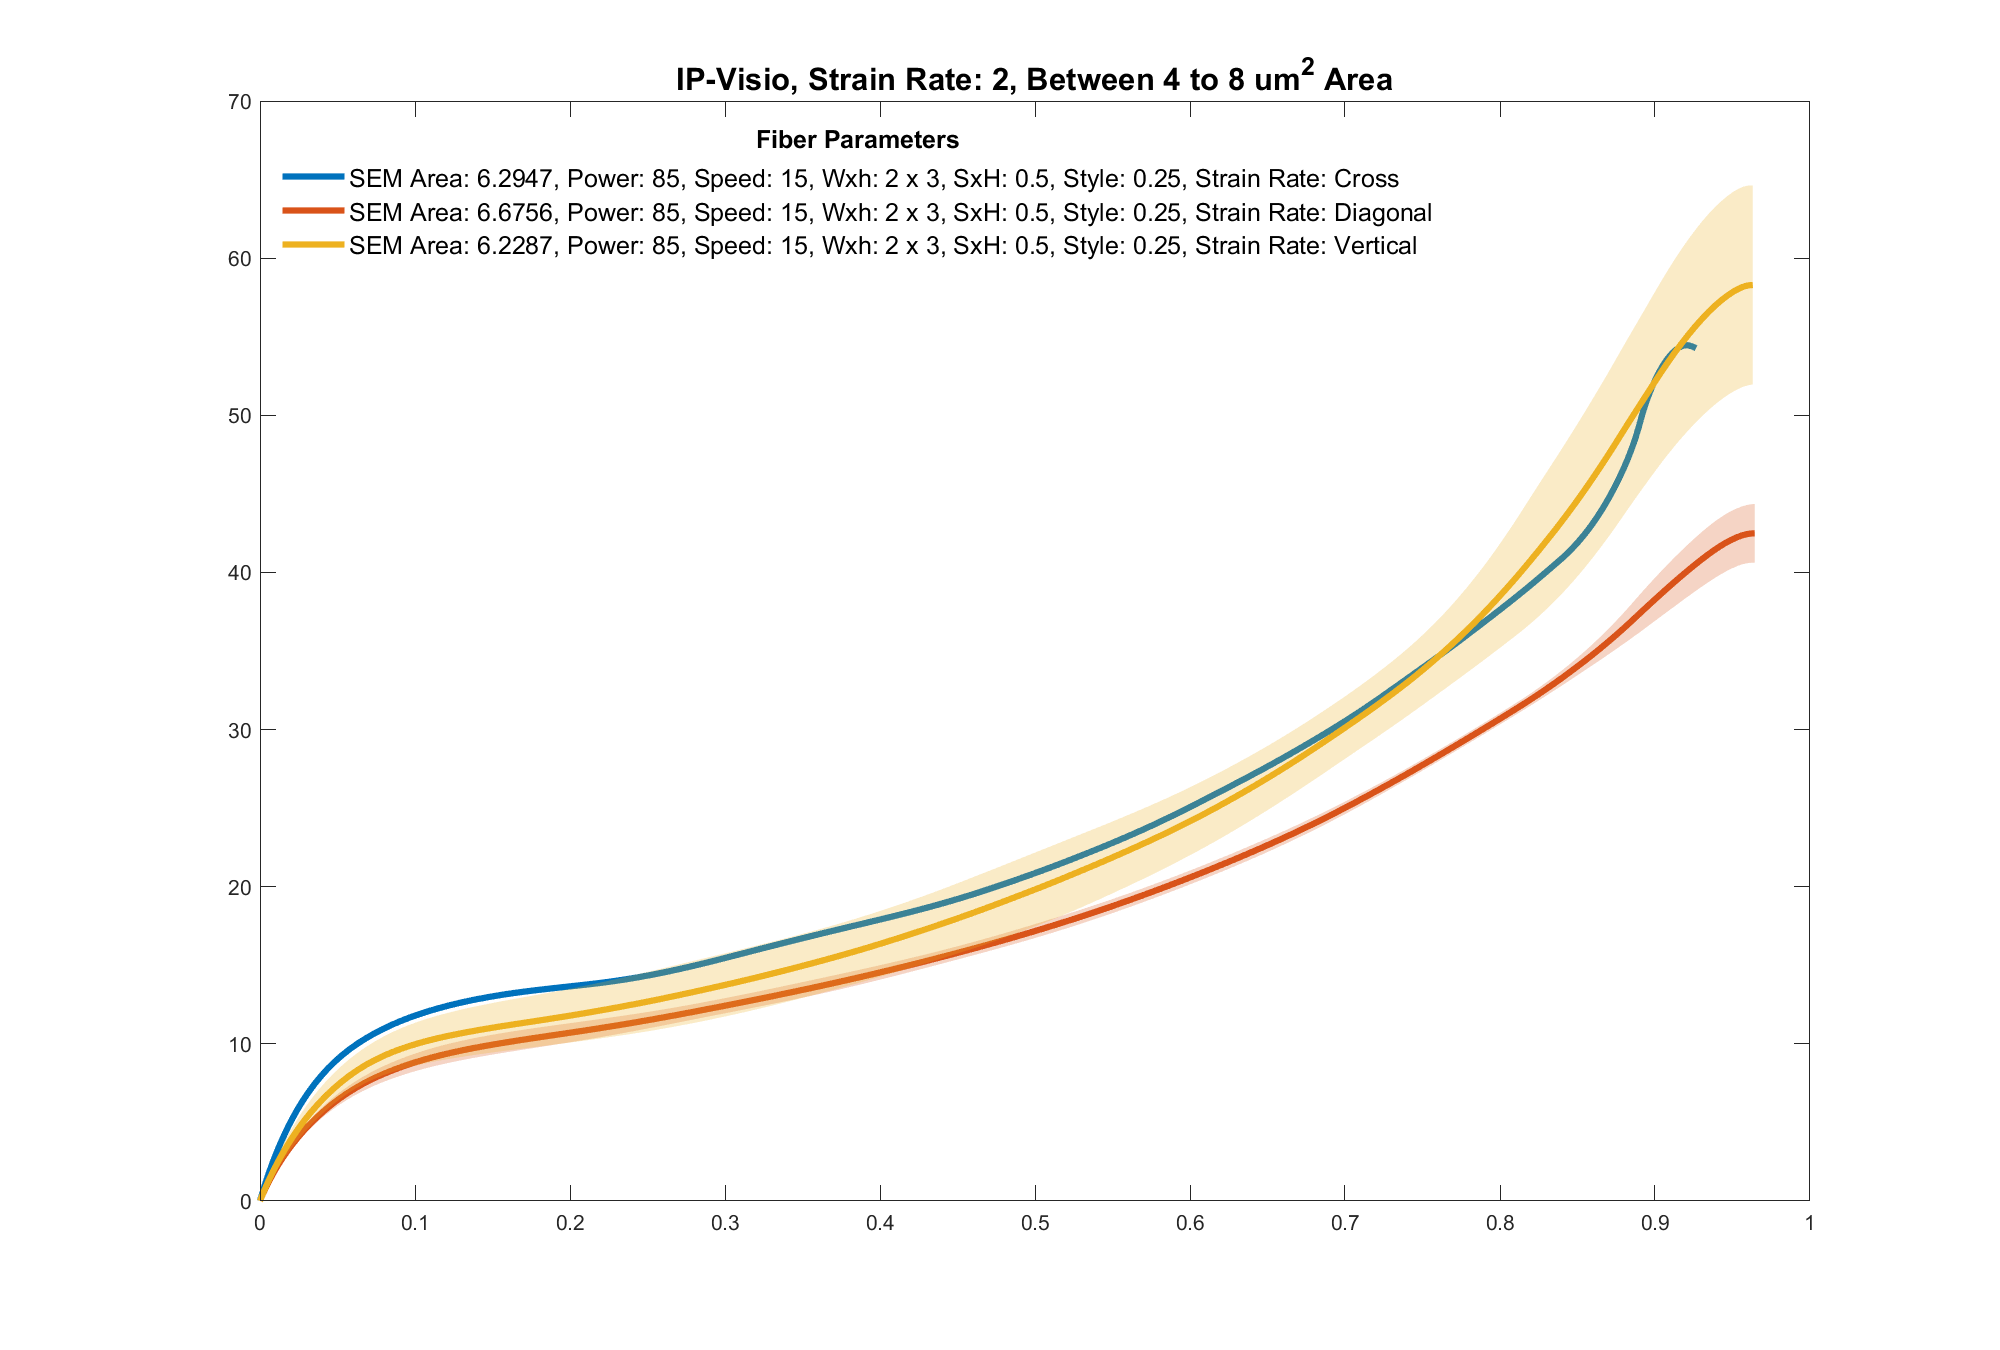 IP-Visio, Strain Rate: 2, Between 4 to 8 um² Area
70
Fiber Parameters
SEM Area: 6.2947, Power: 85, Speed: 15, Wxh: 2 x 3, SxH: 0.5, Style: 0.25, Strain Rate: Cross
SEM Area: 6.6756, Power: 85, Speed: 15, Wxh: 2 x 3, SxH: 0.5, Style: 0.25, Strain Rate: Diagonal
SEM Area: 6.2287, Power: 85, Speed: 15, Wxh: 2 x 3, SxH: 0.5, Style: 0.25, Strain Rate: Vertical
60
50
40
30
20
10
0
0 0.1 0.2 0.3 0.4 0.5 0.6 0.7 0.8 0.9 1